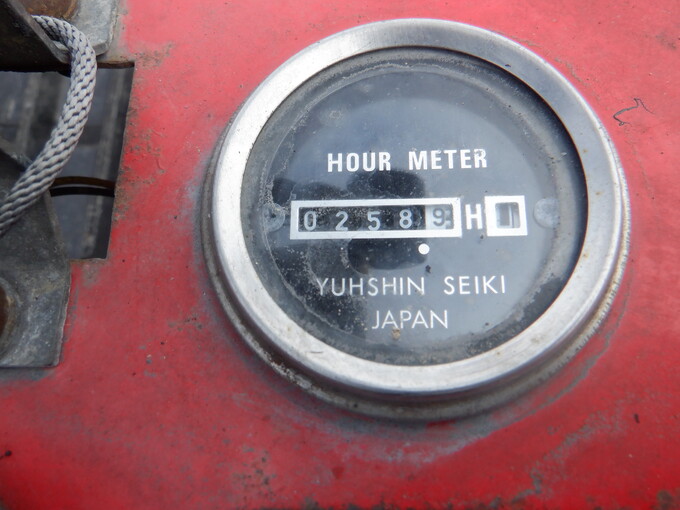 HOUR METER
02589 H
YUHSHIN SEIKI
JAPAN